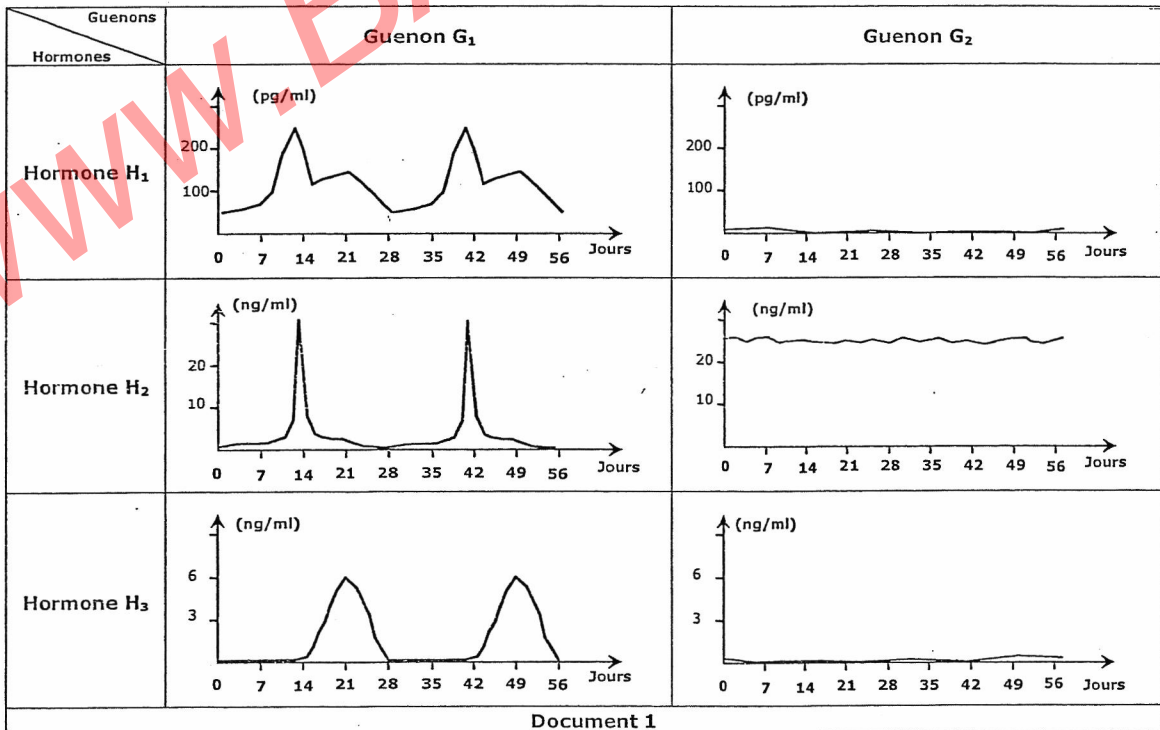 Guenons
Hormones
Guenon G₁
Guenon G₂
Hormone H₁
(pg/ml)
200
100
0 7 14 21 28 35 42 49 56 Jours
(pg/ml)
200
100
0 7 14 21 28 35 42 49 56 Jours
Hormone H₂
(ng/ml)
20
10
0 7 14 21 28 35 42 49 56 Jours
(ng/ml)
20
10
0 7 14 21 28 35 42 49 56 Jours
Hormone H₃
(ng/ml)
6
3
0 7 14 21 28 35 42 49 56 Jours
(ng/ml)
6
3
0 7 14 21 28 35 42 49 56 Jours
Document 1